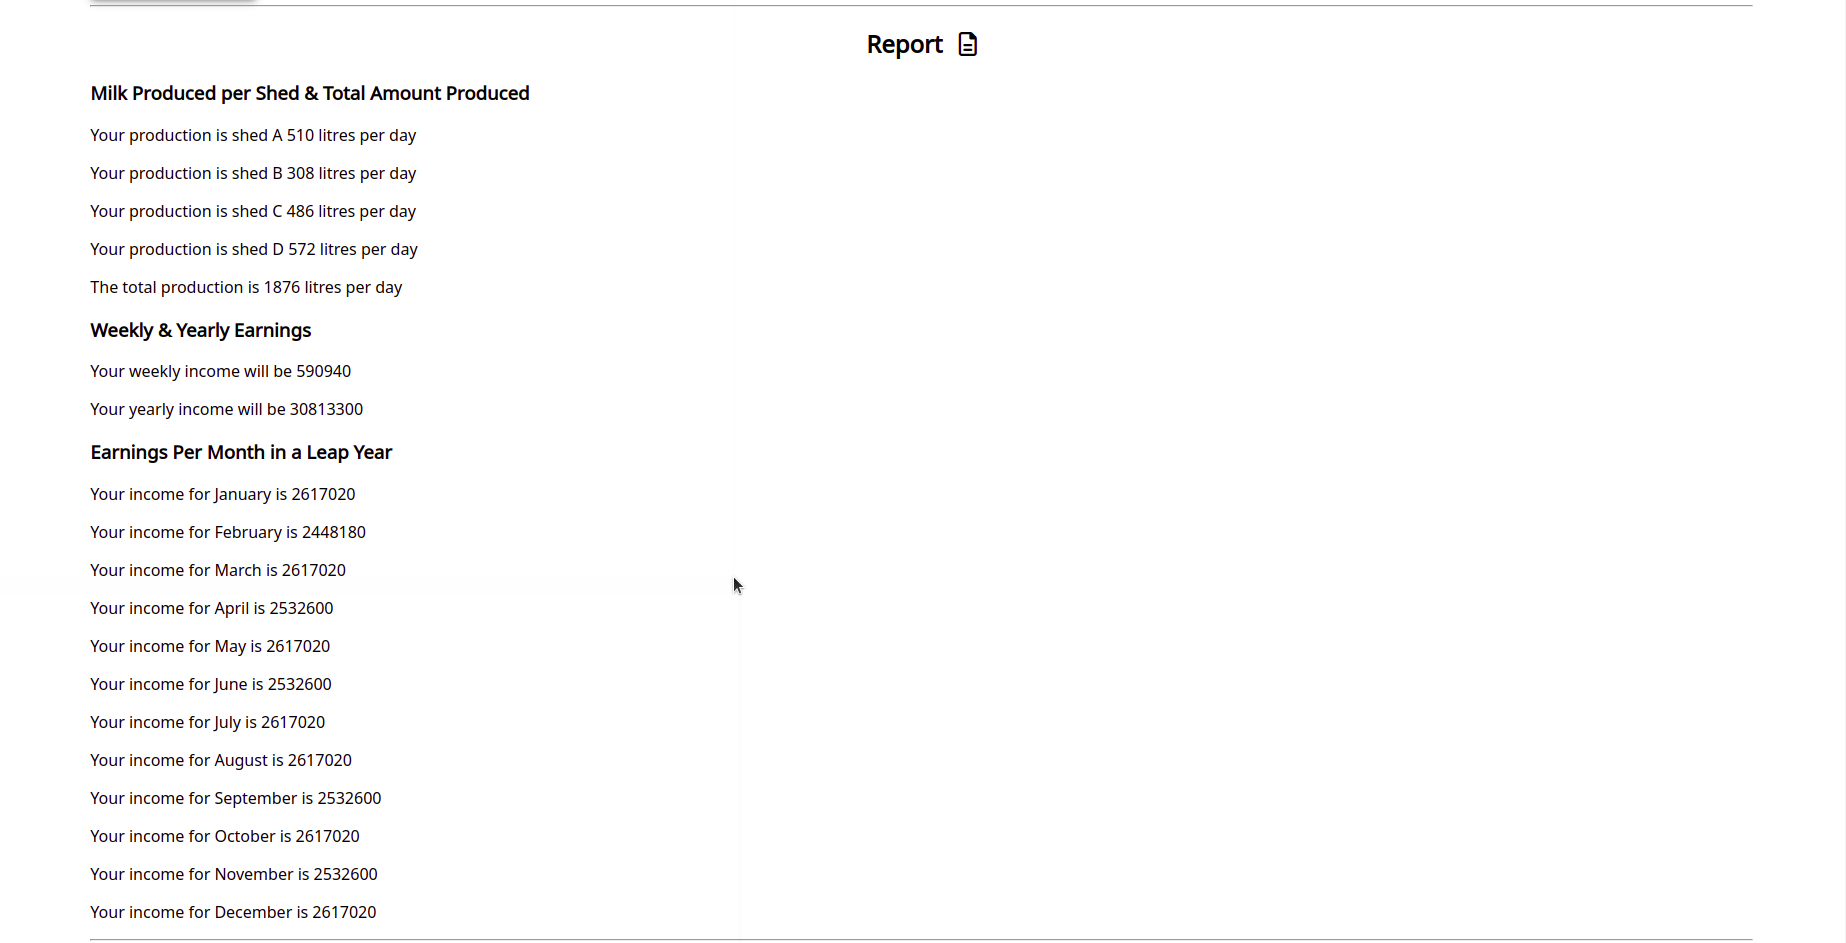 Report
Milk Produced per Shed & Total Amount Produced
Your production is shed A 510 litres per day
Your production is shed B 308 litres per day
Your production is shed C 486 litres per day
Your production is shed D 572 litres per day
The total production is 1876 litres per day
Weekly & Yearly Earnings
Your weekly income will be 590940
Your yearly income will be 30813300
Earnings Per Month in a Leap Year
Your income for January is 2617020
Your income for February is 2448180
Your income for March is 2617020
Your income for April is 2532600
Your income for May is 2617020
Your income for June is 2532600
Your income for July is 2617020
Your income for August is 2617020
Your income for September is 2532600
Your income for October is 2617020
Your income for November is 2532600
Your income for December is 2617020